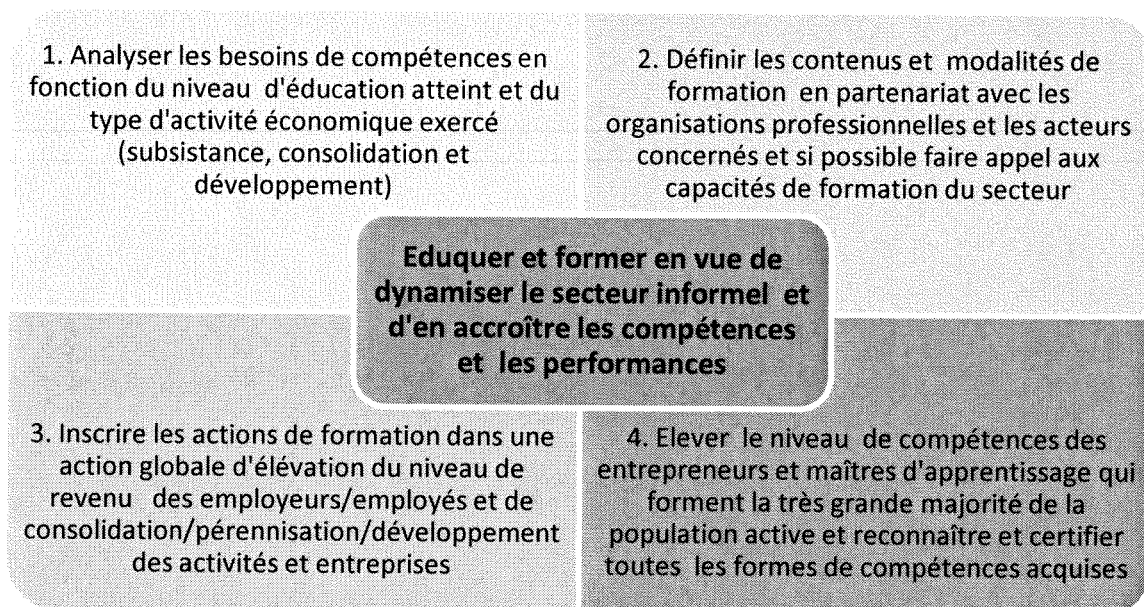 1. Analyser les besoins de compétences en
fonction du niveau d'éducation atteint et du
type d'activité économique exercé
(subsistance, consolidation et
développement)
2. Définir les contenus et modalités de
formation en partenariat avec les
organisations professionnelles et les acteurs
concernés et si possible faire appel aux
capacités de formation du secteur
Eduquer et former en vue de
dynamiser le secteur informel et
d'en accroître les compétences
et les performances
3. Inscrire les actions de formation dans une
action globale d'élévation du niveau de
revenu des employeurs/employés et de
consolidation/pérennisation/développement
des activités et entreprises
4. Elever le niveau de compétences des
entrepreneurs et maîtres d'apprentissage qui
forment la très grande majorité de la
population active et reconnaître et certifier
toutes les formes de compétences acquises